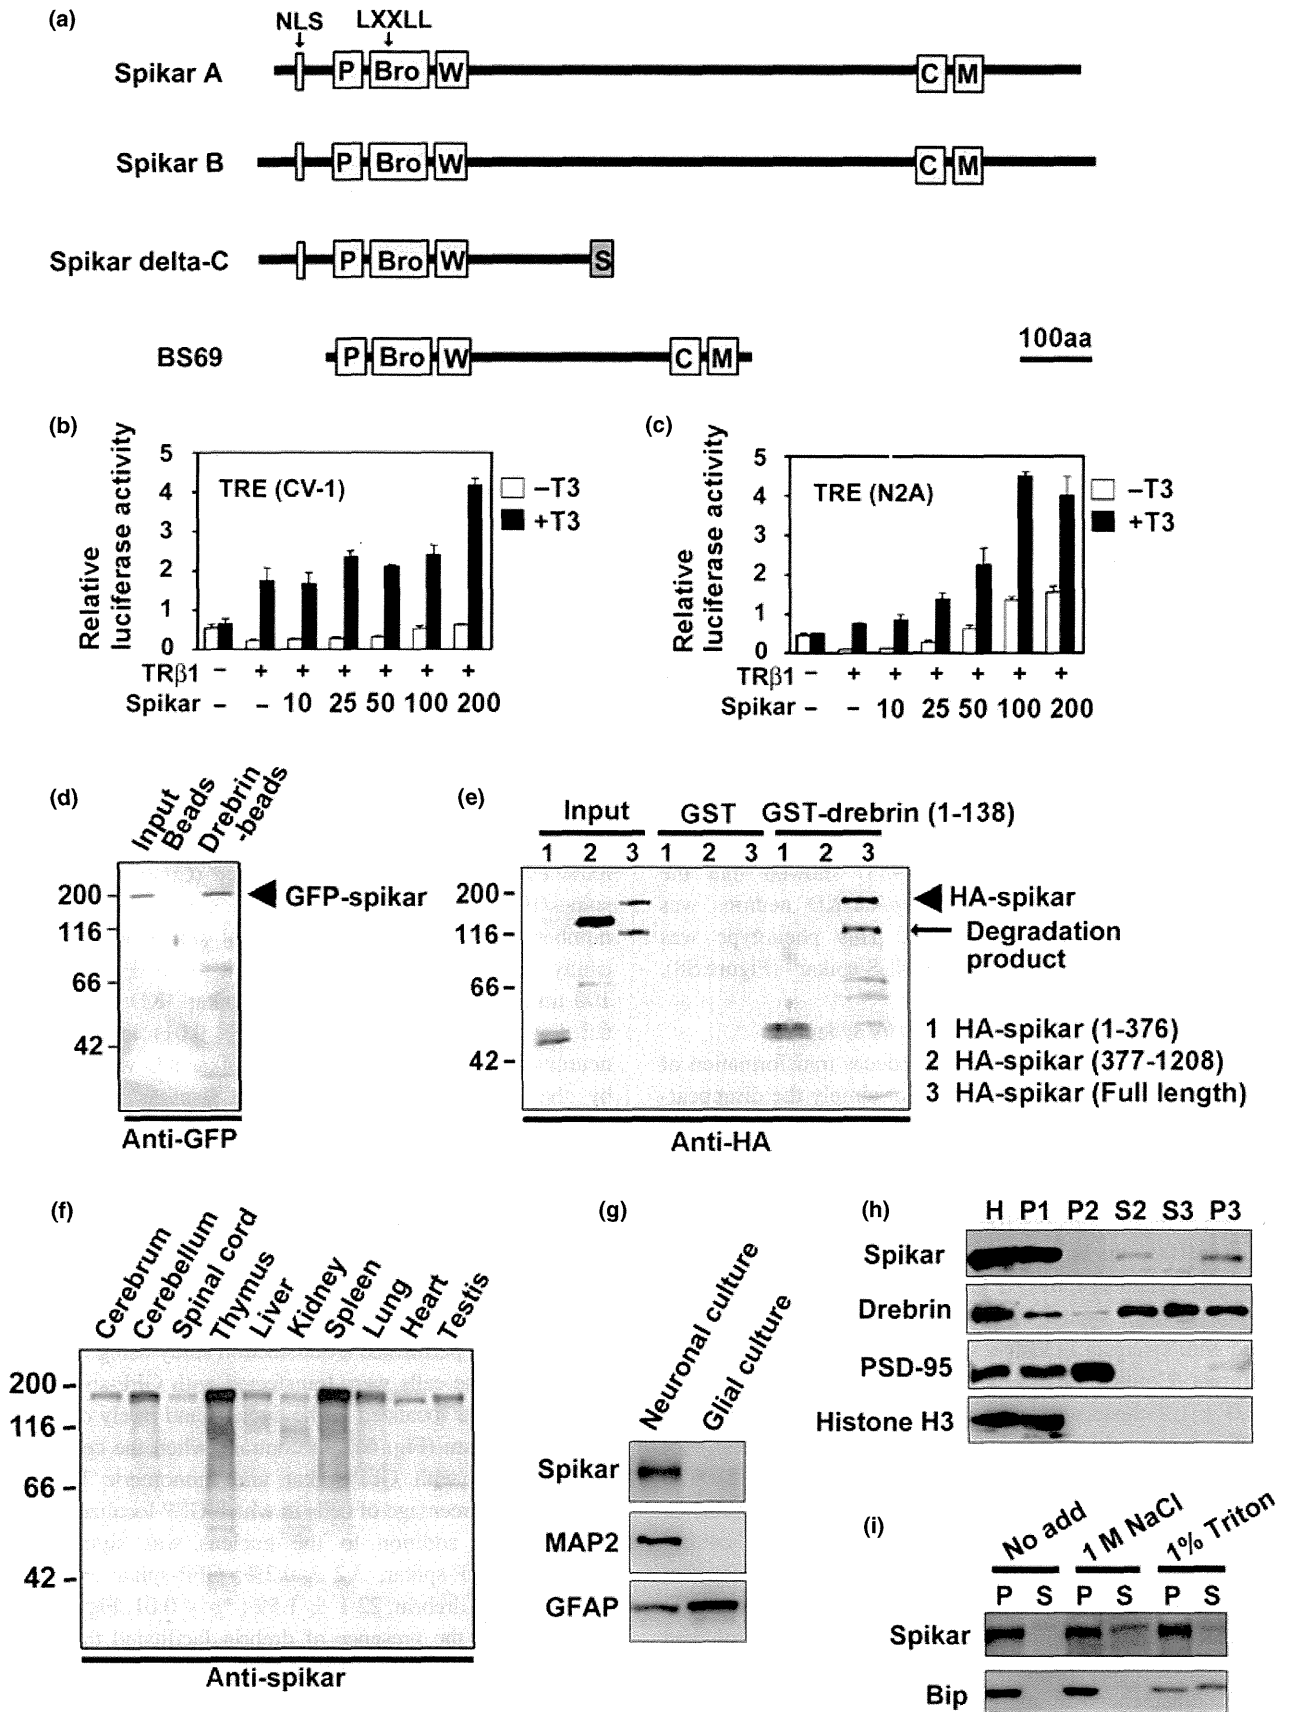 (a)
NLS LXXLL
Spikar A P Bro W C M
Spikar B P Bro W C M
Spikar delta-C P Bro W S
BS69 P Bro W C M
100aa
(b)
Relative luciferase activity
5
4
3
2
1
0
TRE (CV-1)
–T3
+T3
TRβ1 – + + + + + +
Spikar – – 10 25 50 100 200
(c)
Relative luciferase activity
5
4
3
2
1
0
TRE (N2A)
–T3
+T3
TRβ1 – + + + + + +
Spikar – – 10 25 50 100 200
(d)
Input
Beads
Drebrin
-beads
200
116
66
42
GFP-spikar
Anti-GFP
(e)
Input GST GST-drebrin (1-138)
1 2 3 1 2 3 1 2 3
200
116
66
42
HA-spikar
Degradation
product
1 HA-spikar (1-376)
2 HA-spikar (377-1208)
3 HA-spikar (Full length)
Anti-HA
(f)
Cerebrum
Cerebellum
Spinal cord
Thymus
Liver
Kidney
Spleen
Lung
Heart
Testis
200
116
66
42
Anti-spikar
(g)
Neuronal culture
Glial culture
Spikar
MAP2
GFAP
(h)
H P1 P2 S2 S3 P3
Spikar
Drebrin
PSD-95
Histone H3
(i)
No add 1 M NaCl 1% Triton
P S P S P S
Spikar
Bip